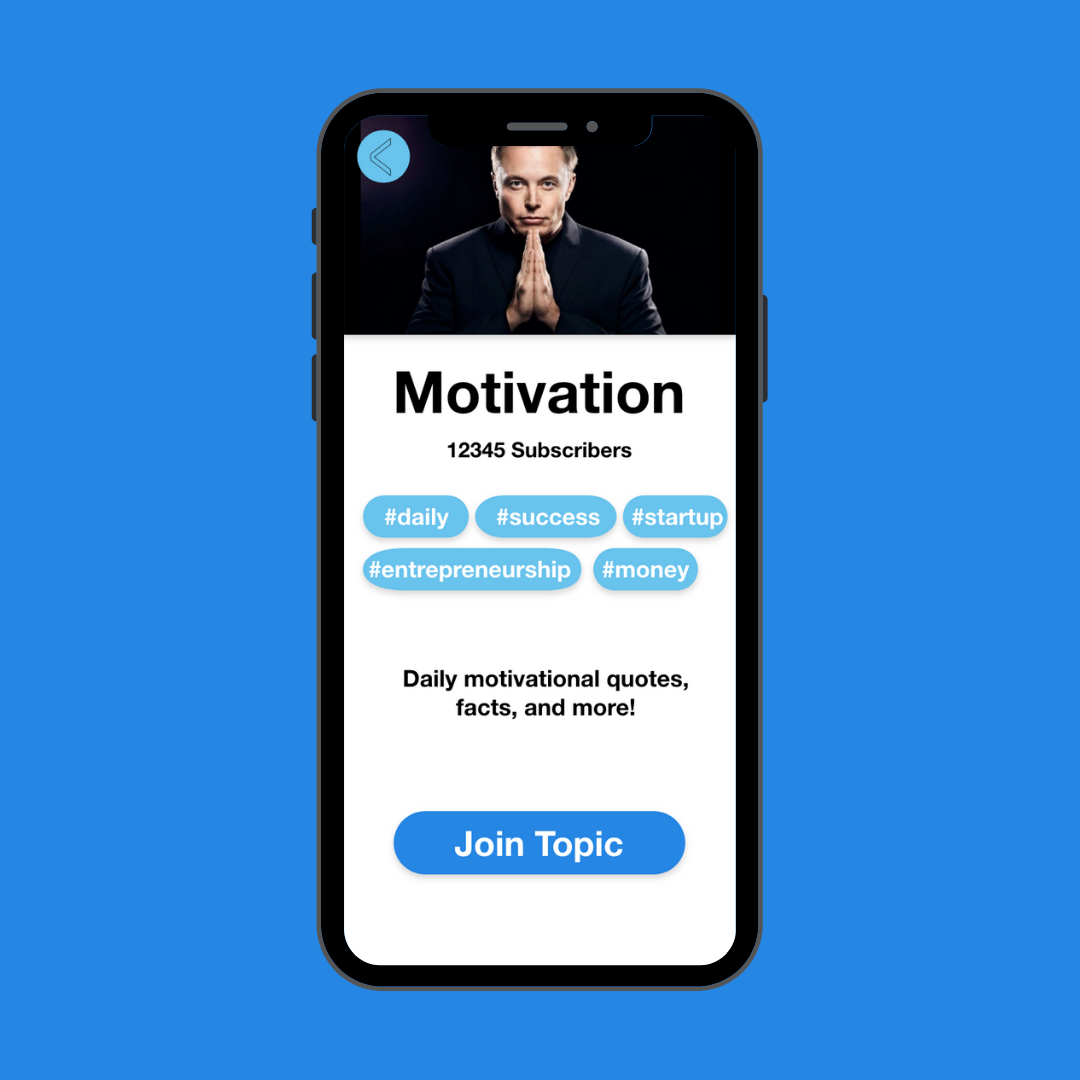 Motivation
12345 Subscribers
#daily #success #startup
#entrepreneurship #money
Daily motivational quotes,
facts, and more!
Join Topic